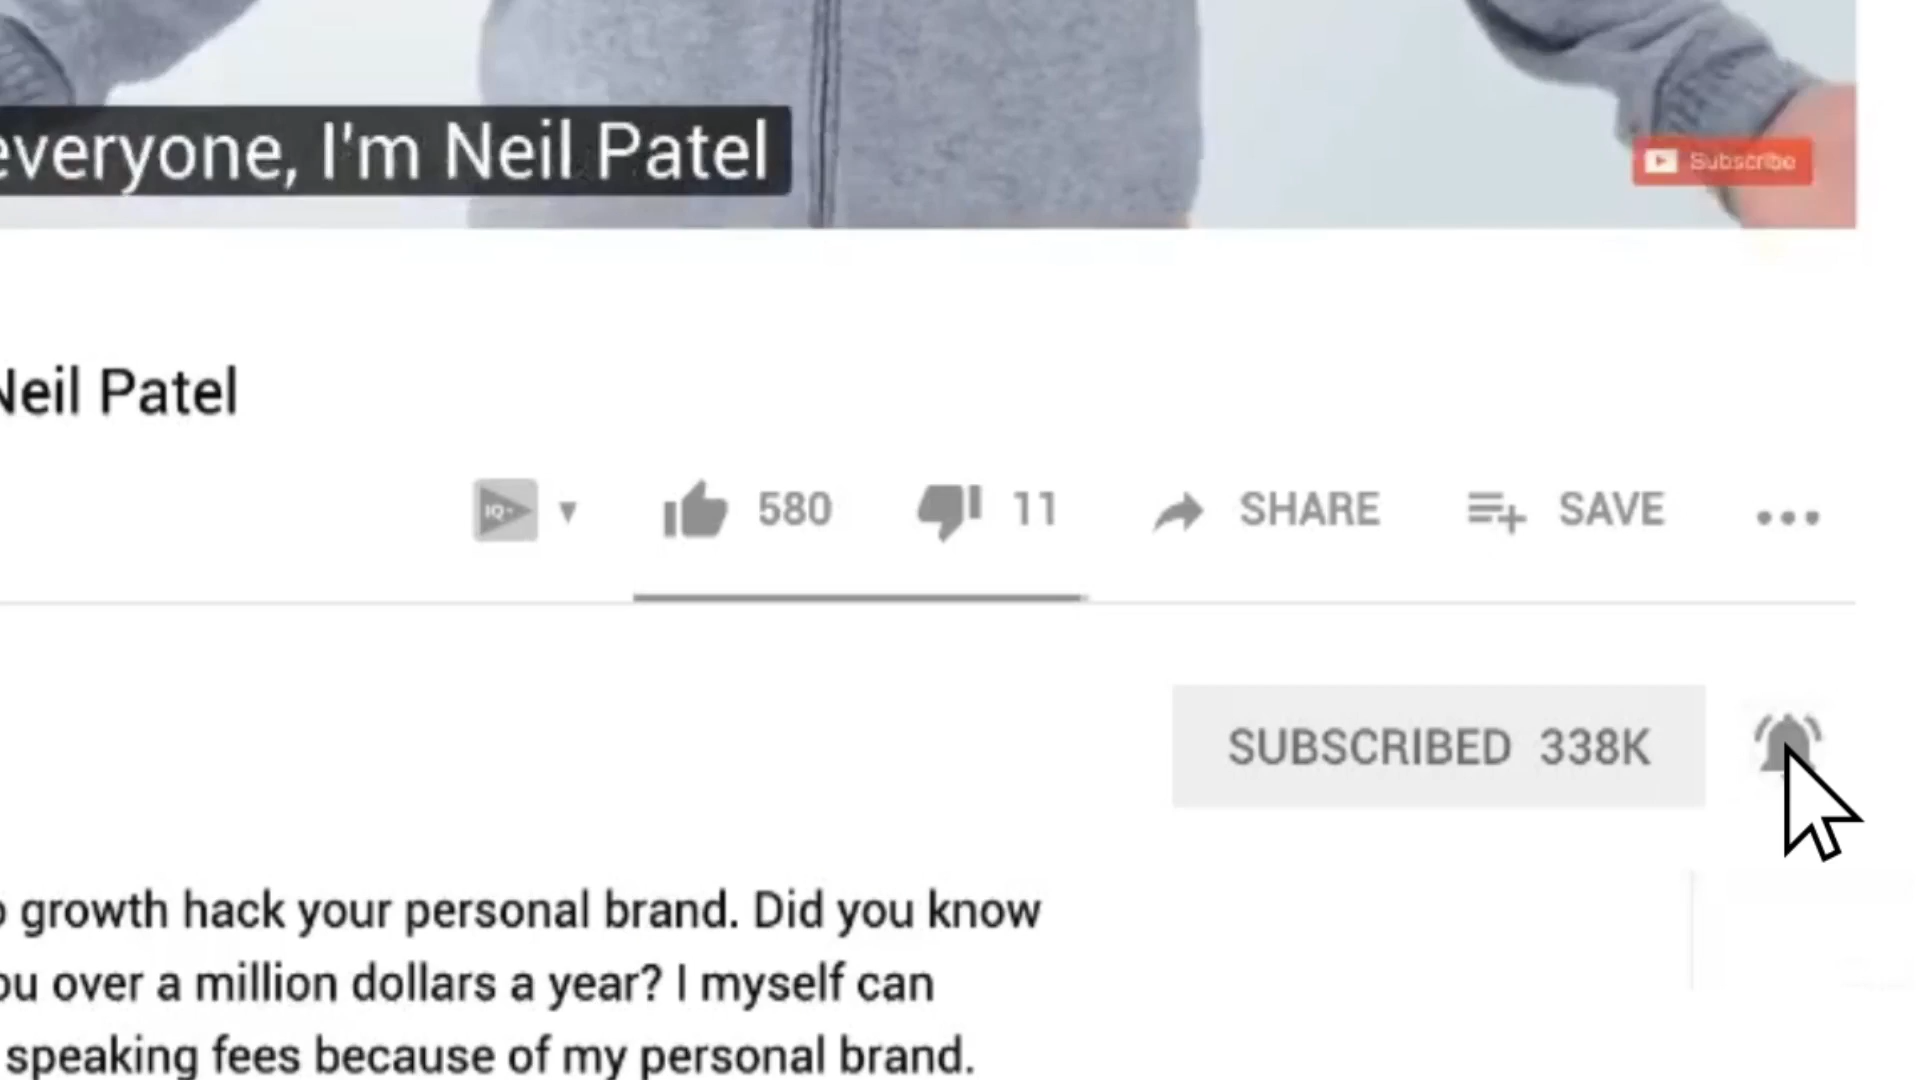 everyone, I'm Neil Patel
Subscribe
Neil Patel
IQ
580
11
SHARE
SAVE
SUBSCRIBED 338K
growth hack your personal brand. Did you know
over a million dollars a year? I myself can
speaking fees because of my personal brand.